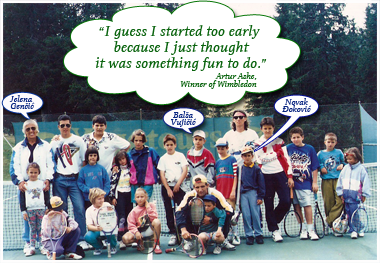 “I guess I started too early
because I just thought
it was something fun to do.”
Artur Ashe,
Winner of Wimbledon
Jelena
Genčić
Balša
Vujičić
Novak
Đoković